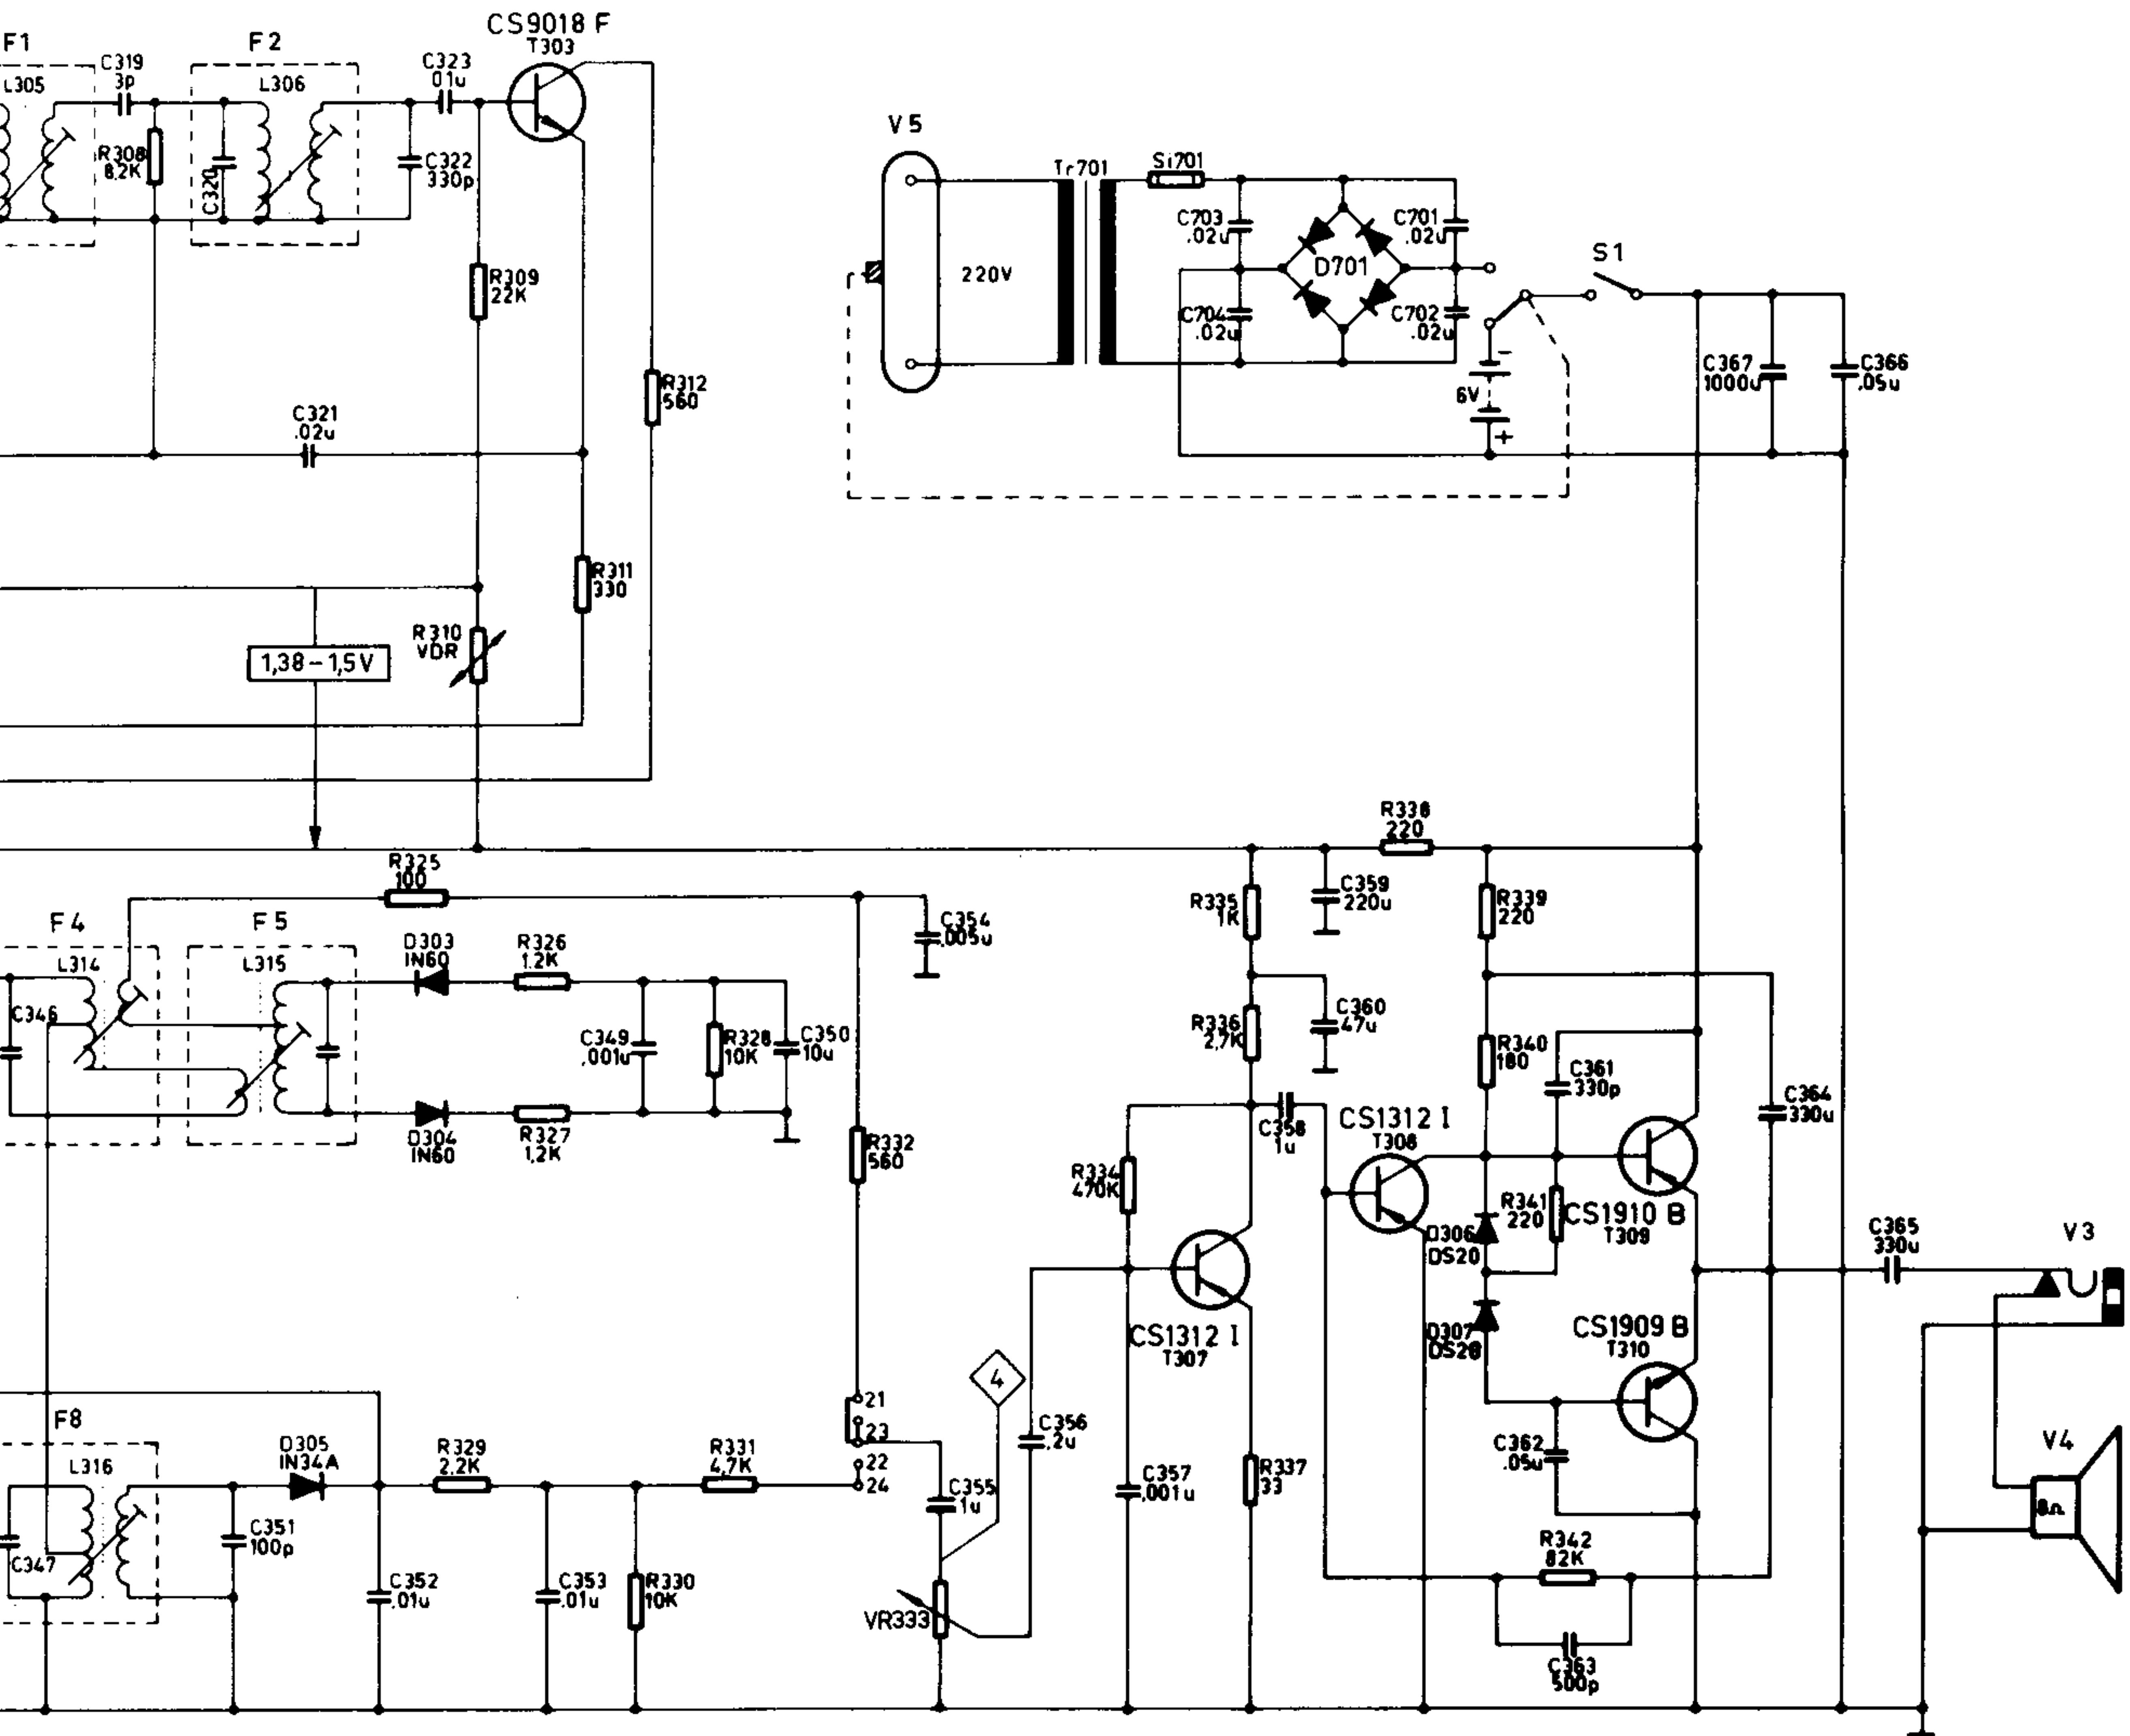 F1
F2
CS9018 F
T303
L305
C319
3p
L306
C323
01u
R308
8,2K
C320
C322
330p
R309
22K
R312
560
C321
.02u
R311
330
R310
VDR
1,38-1,5V
V5
Tr701
Si701
220V
C703
.02u
C701
.02u
D701
C704
.02u
C702
.02u
S1
-
6V
+
C367
1000u
C366
.05u
R325
100
C354
.005u
F4
F5
L314
L315
D303
IN60
R326
1.2K
C346
C349
.001u
R328
10K
C350
10u
D304
IN60
R327
1,2K
R332
560
R338
220
R335
1K
C359
220u
R339
220
R336
2,7K
C360
47u
R340
180
C361
330p
C364
330u
C358
1u
CS1312 I
T308
R334
470K
R341
220
CS1910 B
T309
D306
DS20
C365
330u
V3
CS1312 I
T307
D307
DS20
CS1909 B
T310
4
21
23
22
24
C356
.2u
C362
.05u
V4
8Ω
F8
L316
D305
IN34A
R329
2.2K
R331
4,7K
C355
1u
C357
,001u
R337
33
C351
100p
C347
C352
.01u
C353
.01u
R330
10K
VR333
R342
82K
C363
500p